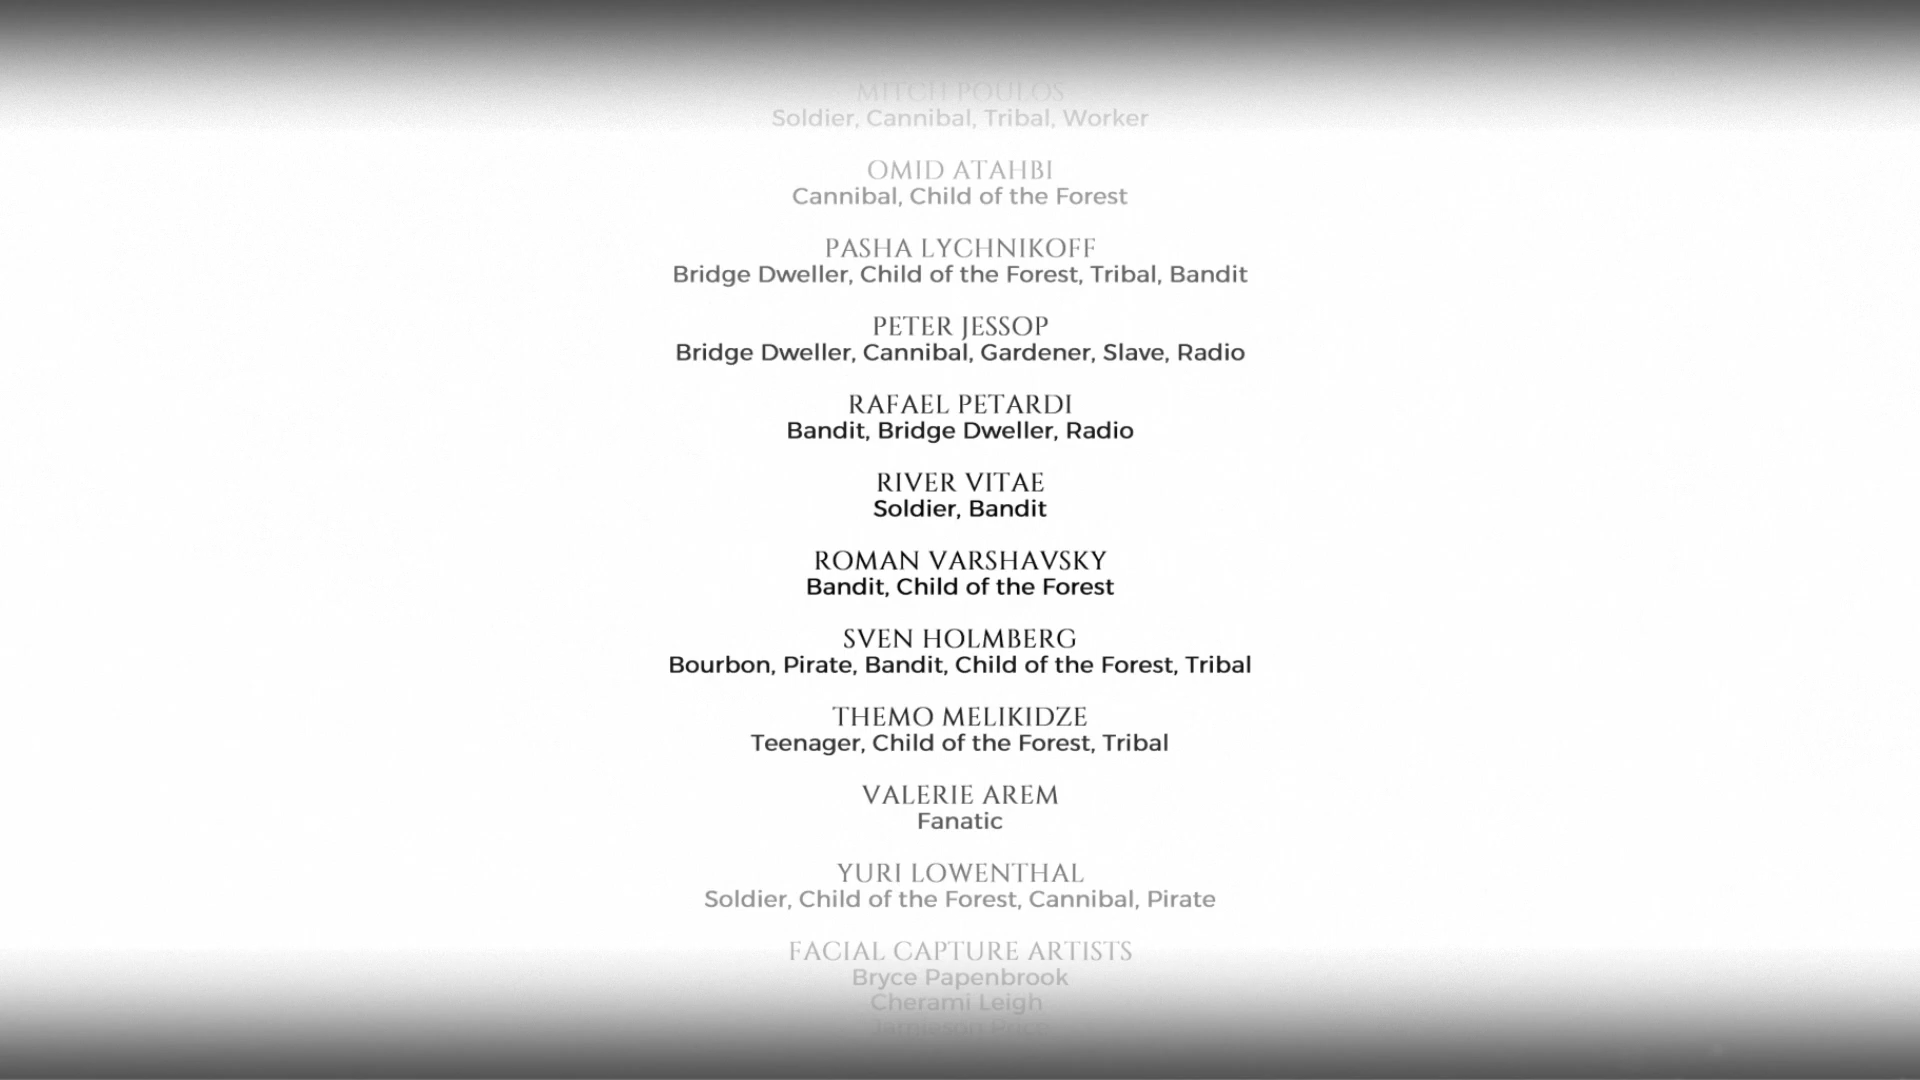 MITCH POULOS
Soldier, Cannibal, Tribal, Worker
OMID ATAHBI
Cannibal, Child of the Forest
PASHA LYCHNIKOFF
Bridge Dweller, Child of the Forest, Tribal, Bandit
PETER JESSOP
Bridge Dweller, Cannibal, Gardener, Slave, Radio
RAFAEL PETARDI
Bandit, Bridge Dweller, Radio
RIVER VITAE
Soldier, Bandit
ROMAN VARSHAVSKY
Bandit, Child of the Forest
SVEN HOLMBERG
Bourbon, Pirate, Bandit, Child of the Forest, Tribal
THEMO MELIKIDZE
Teenager, Child of the Forest, Tribal
VALERIE AREM
Fanatic
YURI LOWENTHAL
Soldier, Child of the Forest, Cannibal, Pirate
FACIAL CAPTURE ARTISTS
Bryce Papenbrook
Cherami Leigh
Jamieson Price